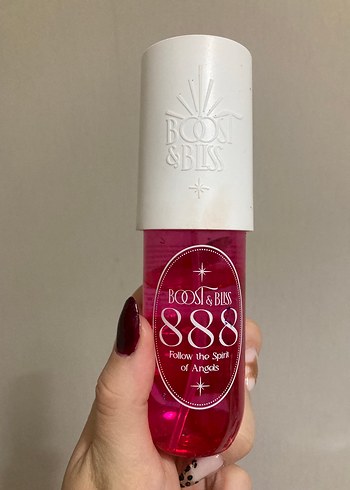 BOOST
& BLISS
BOOST & BLISS
888
Follow the Spirit
of Angels